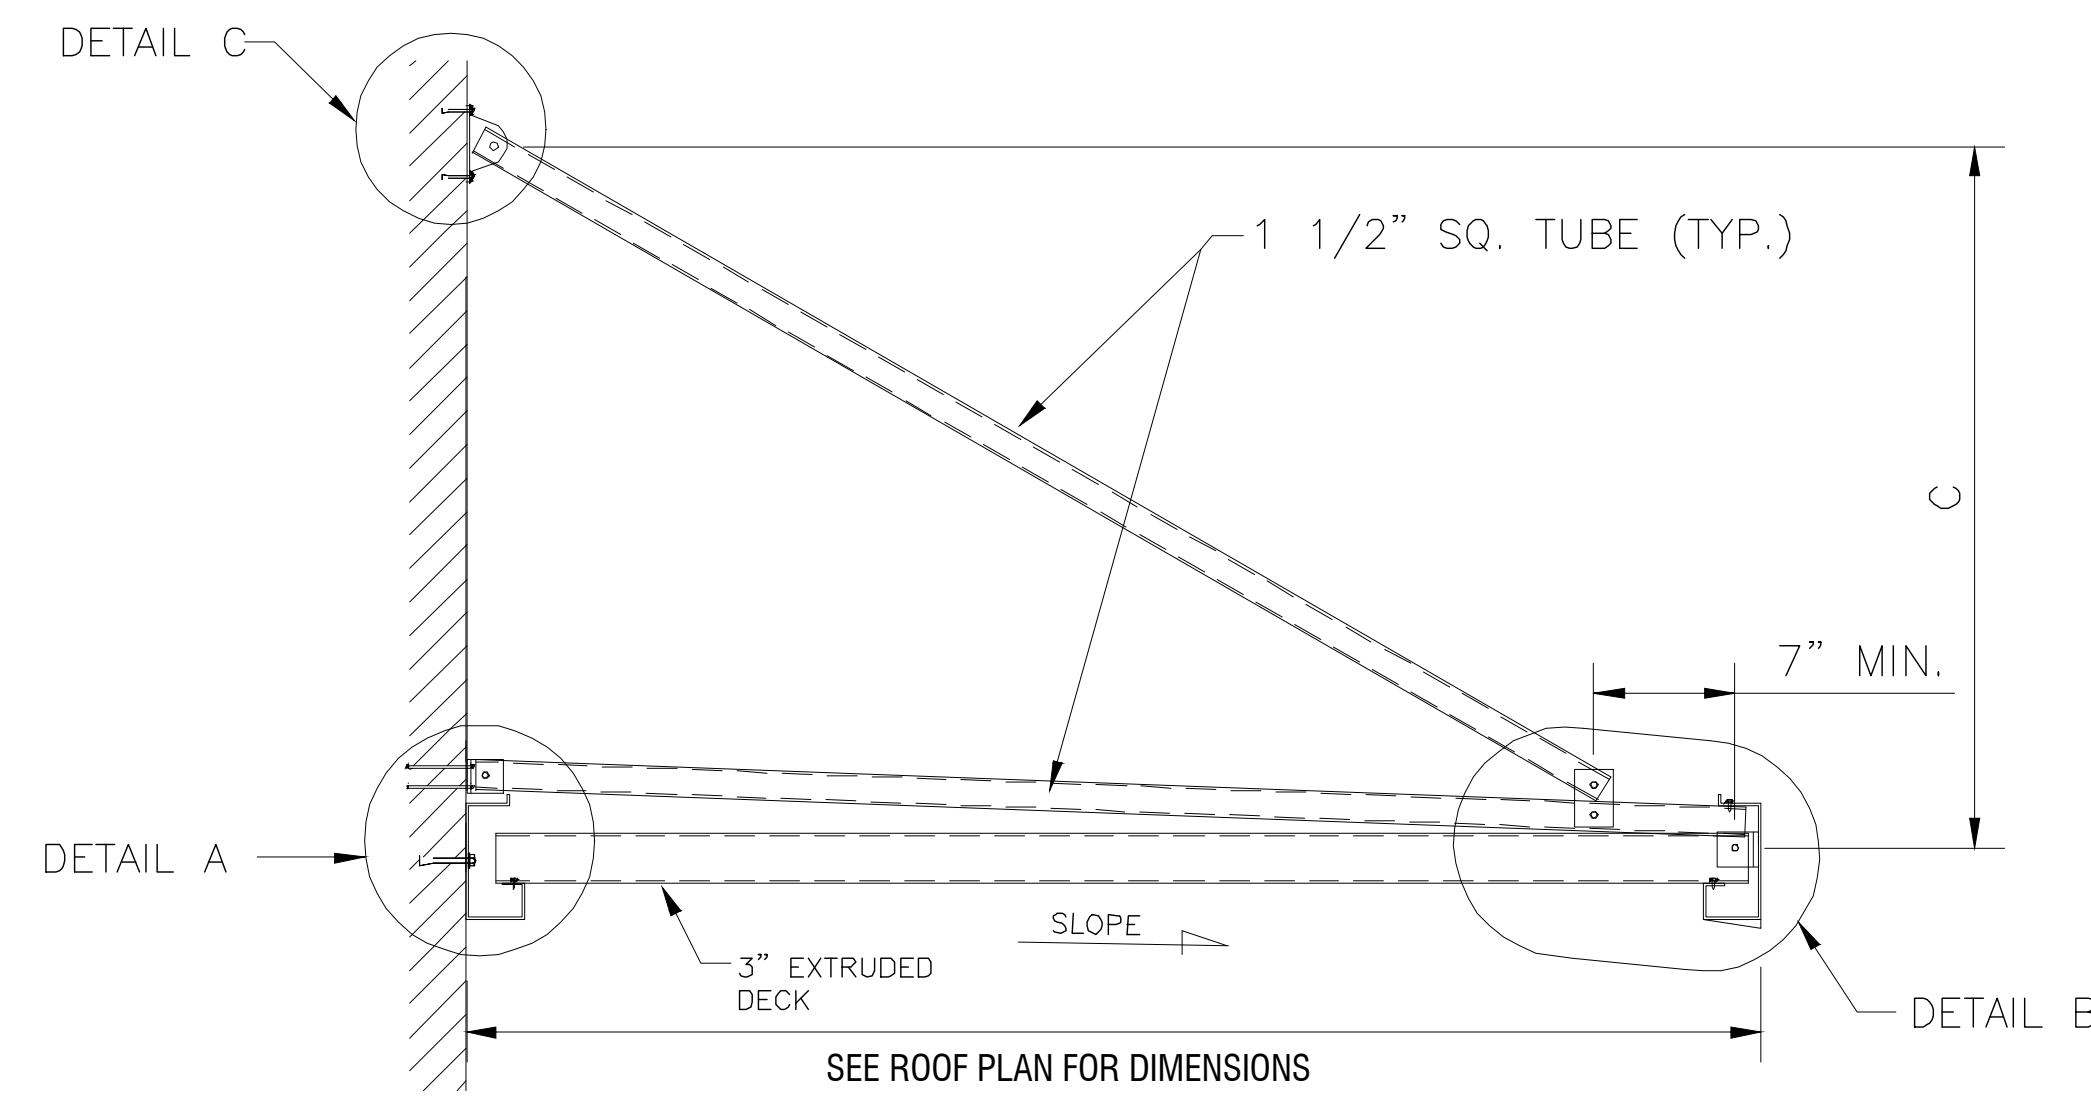 DETAIL C
1 1/2” SQ. TUBE (TYP.)
C
7” MIN.
DETAIL A
SLOPE
3” EXTRUDED
DECK
DETAIL B
SEE ROOF PLAN FOR DIMENSIONS